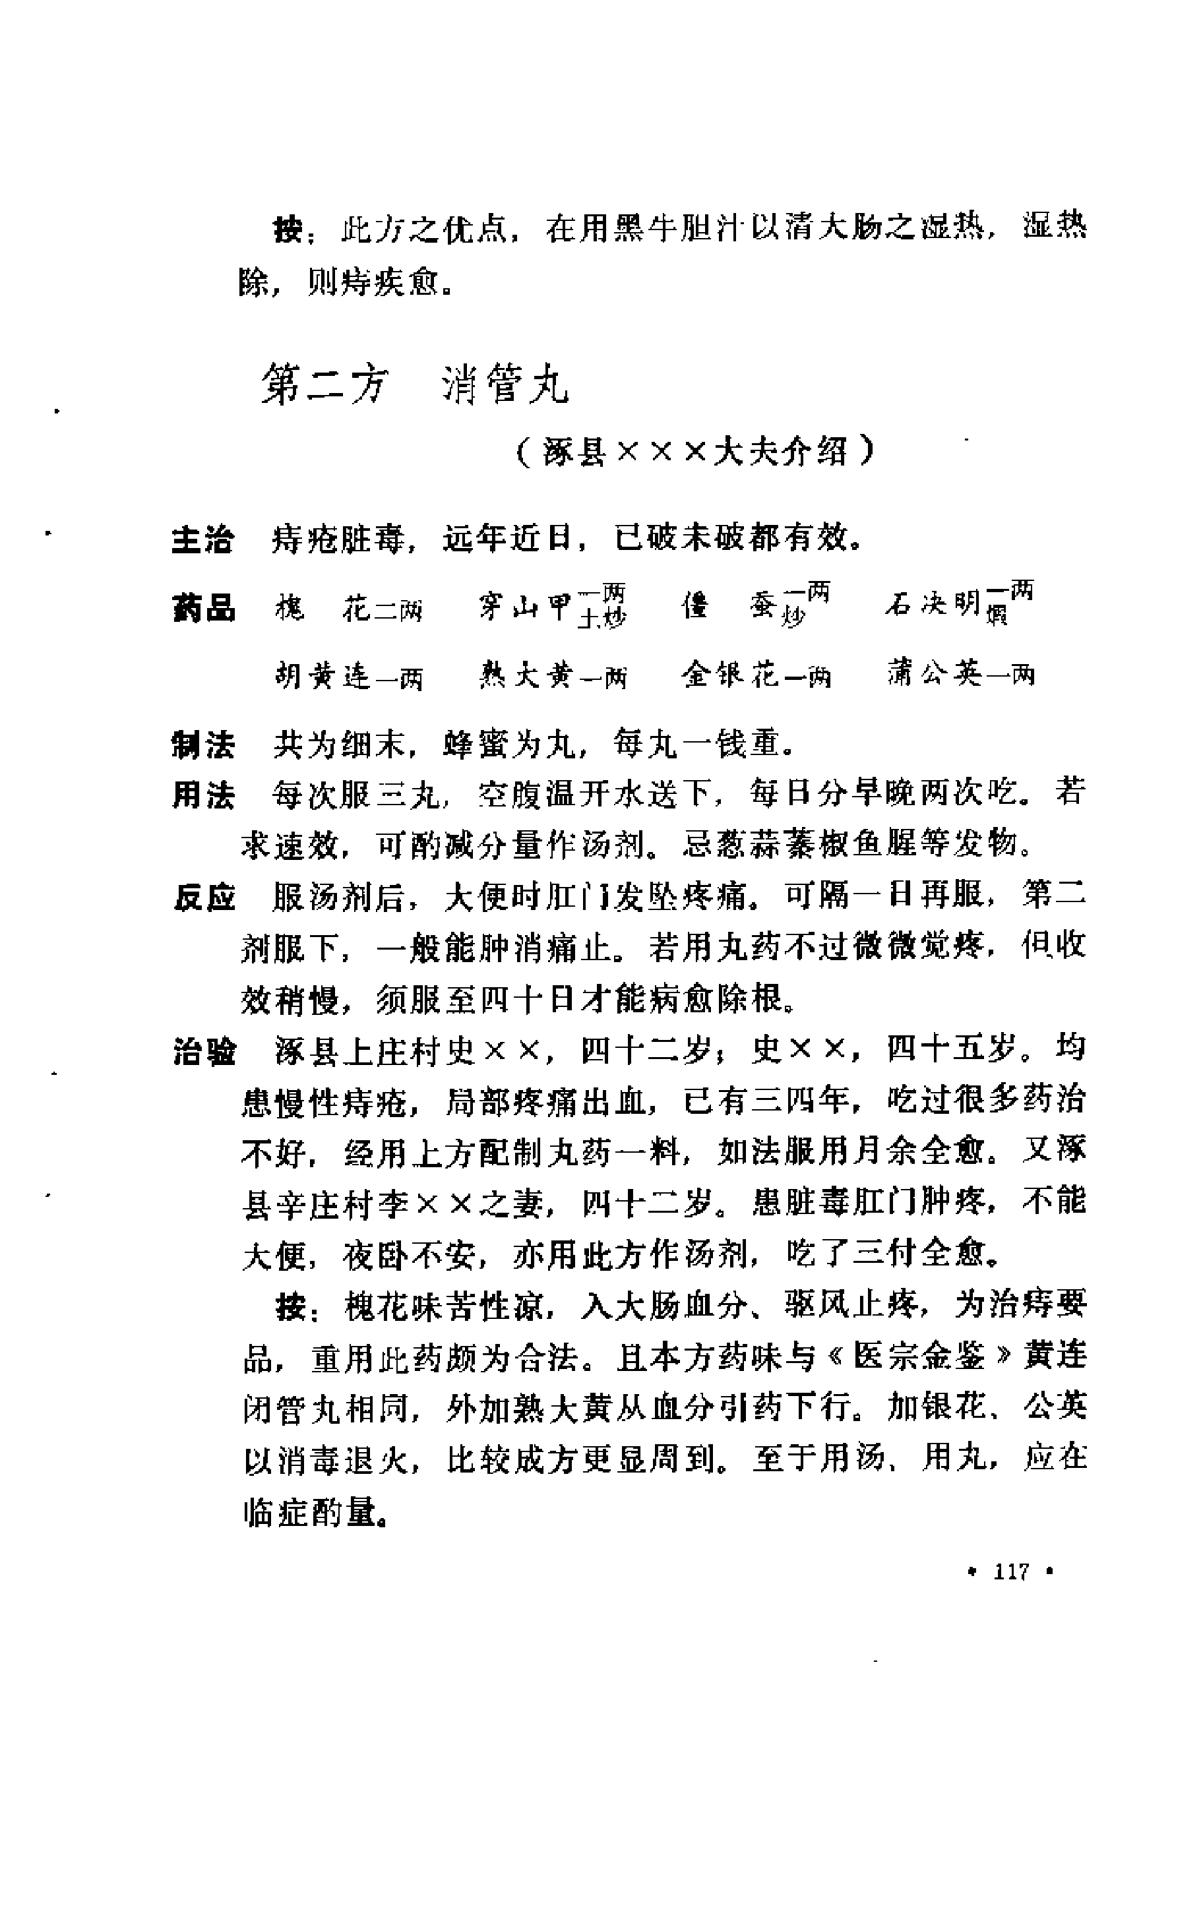 按：此方之优点，在用黑牛胆汁以清大肠之湿热，湿热
除，则痔疾愈。
第二方 消管丸
（涿县×××大夫介绍）
主治 痔疮脏毒，远年近日，已破未破都有效。
药品 槐 花二两 穿山甲一两土炒 僵 蚕一两炒 石决明一两煆
胡黄连一两 熟大黄一两 金银花一两 蒲公英一两
制法 共为细末，蜂蜜为丸，每丸一钱重。
用法 每次服三丸，空腹温开水送下，每日分早晚两次吃。若
求速效，可酌减分量作汤剂。忌葱蒜蓁椒鱼腥等发物。
反应 服汤剂后，大便时肛门发坠疼痛。可隔一日再服，第二
剂服下，一般能肿消痛止。若用丸药不过微微觉疼，但收
效稍慢，须服至四十日才能病愈除根。
治验 涿县上庄村史××，四十二岁；史××，四十五岁。均
患慢性痔疮，局部疼痛出血，已有三四年，吃过很多药治
不好，经用上方配制丸药一料，如法服用月余全愈。又涿
县辛庄村李××之妻，四十二岁。患脏毒肛门肿疼，不能
大便，夜卧不安，亦用此方作汤剂，吃了三付全愈。
按：槐花味苦性凉，入大肠血分、驱风止疼，为治痔要
品，重用此药颇为合法。且本方药味与《医宗金鉴》黄连
闭管丸相同，外加熟大黄从血分引药下行。加银花、公英
以消毒退火，比较成方更显周到。至于用汤、用丸，应在
临症酌量。
• 117 •